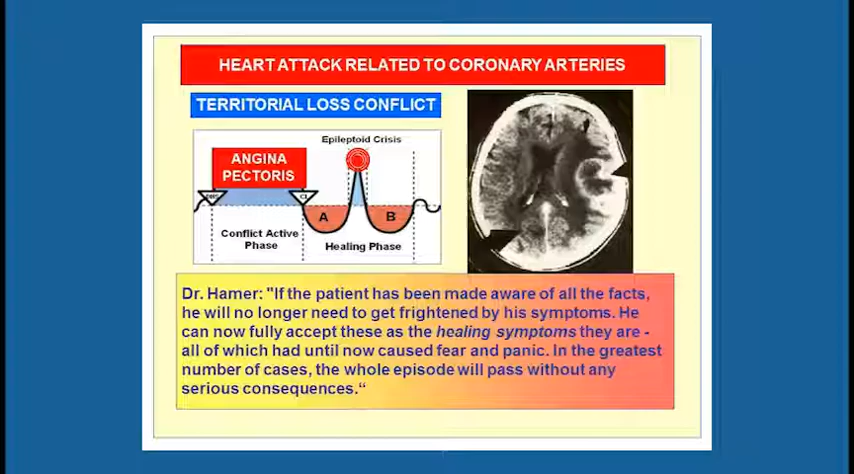 HEART ATTACK RELATED TO CORONARY ARTERIES
TERRITORIAL LOSS CONFLICT
Epileptoid Crisis
ANGINA
PECTORIS
DHS
CL
A
B
Conflict Active
Phase
Healing Phase
Dr. Hamer: "If the patient has been made aware of all the facts,
he will no longer need to get frightened by his symptoms. He
can now fully accept these as the healing symptoms they are -
all of which had until now caused fear and panic. In the greatest
number of cases, the whole episode will pass without any
serious consequences.“